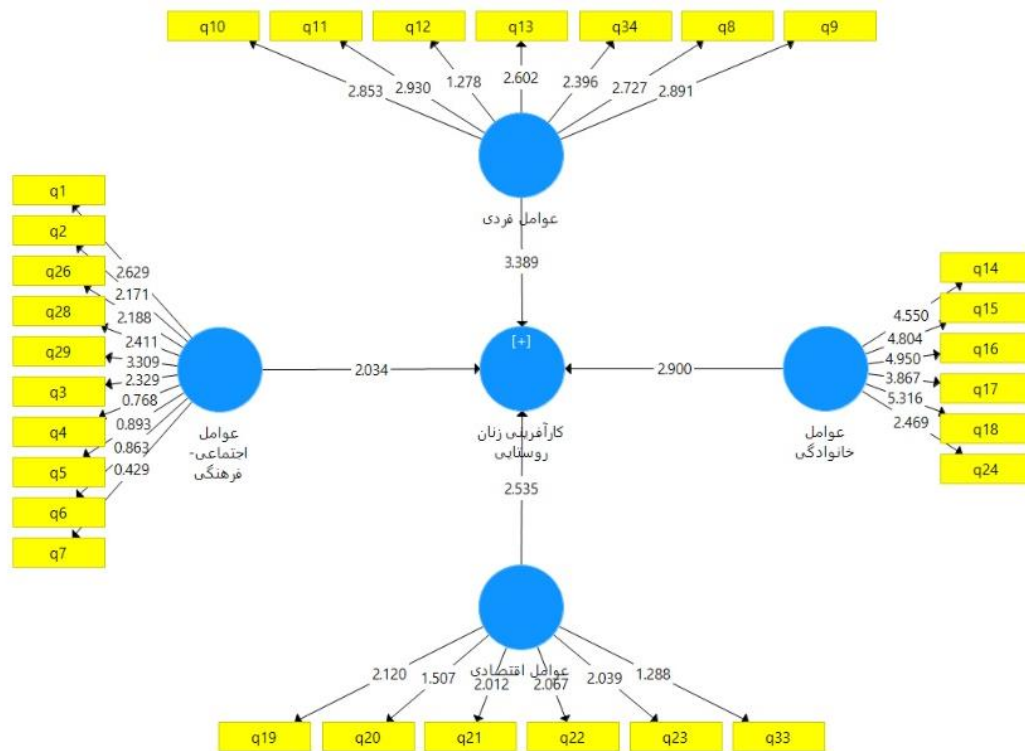 q10
q11
q12
q13
q34
q8
q9
2.853
2.930
1.278
2.602
2.396
2.727
2.891
عوامل فردی
3.389
q1
q2
q26
q28
q29
q3
q4
q5
q6
q7
2.629
2.171
2.188
2.411
3.309
2.329
0.768
0.893
0.863
0.429
عوامل
اجتماعی-
فرهنگی
2.034
[+]
کارآفرینی زنان
روستایی
2.900
عوامل
خانوادگی
4.550
4.804
4.950
3.867
5.316
2.469
q14
q15
q16
q17
q18
q24
2.535
عوامل اقتصادی
2.120
1.507
2.012
2.067
2.039
1.288
q19
q20
q21
q22
q23
q33